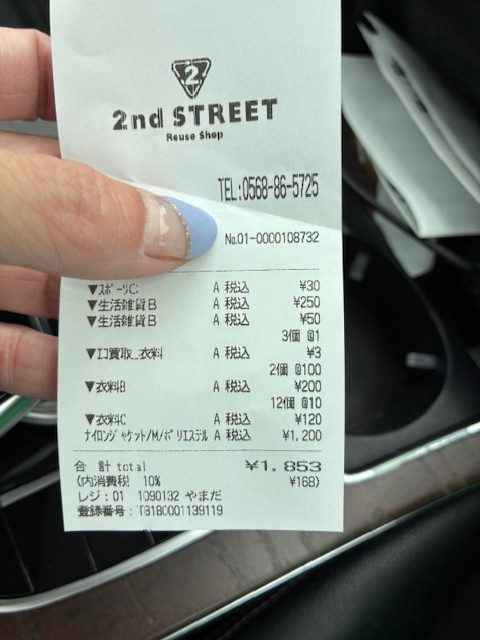 2
2nd STREET
Reuse Shop
TEL:0568-86-5725
No.01-0000108732
▼スポーツC A 税込 ¥30
▼生活雑貨B A 税込 ¥250
▼生活雑貨B A 税込 ¥50
3個 @1
▼エコ買取_衣料 A 税込 ¥3
2個 @100
▼衣料B A 税込 ¥200
12個 @10
▼衣料C A 税込 ¥120
ナイロンジャケット/M/ポリエステル A 税込 ¥1,200
合 計 total ¥1,853
(内消費税 10% ¥168)
レジ:01 1090132 やまだ
登録番号:T8180001139119